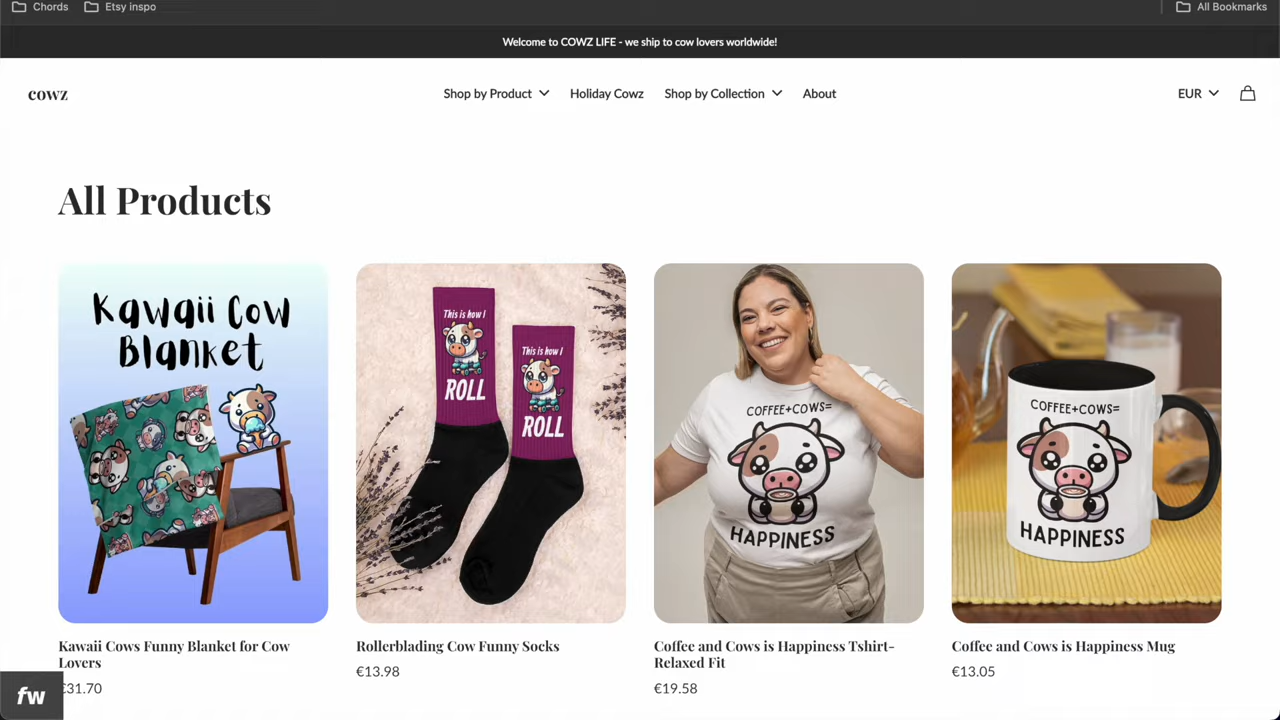 Chords Etsy inspo All Bookmarks
Welcome to COWZ LIFE - we ship to cow lovers worldwide!
cowz Shop by Product Holiday Cowz Shop by Collection About EUR
All Products
Kawaii Cow
Blanket
This is how I
ROLL
This is how I
ROLL
COFFEE+COWS=
HAPPINESS
COFFEE+COWS=
HAPPINESS
Kawaii Cows Funny Blanket for Cow
Lovers
€31.70
Rollerblading Cow Funny Socks
€13.98
Coffee and Cows is Happiness Tshirt-
Relaxed Fit
€19.58
Coffee and Cows is Happiness Mug
€13.05
fw